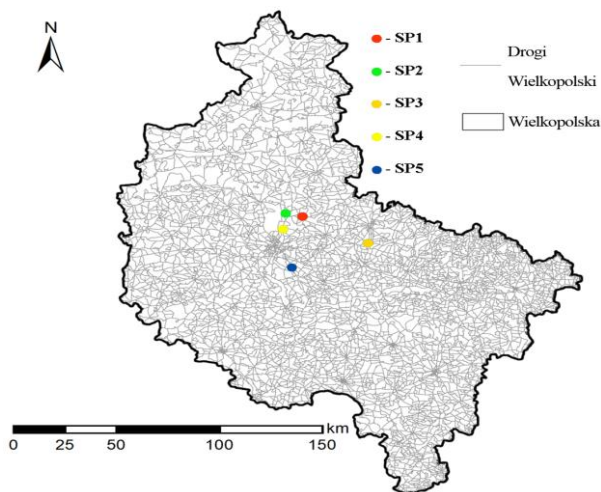 N
- SP1
- SP2
- SP3
- SP4
- SP5
Drogi
Wielkopolski
Wielkopolska
km
0 25 50 100 150